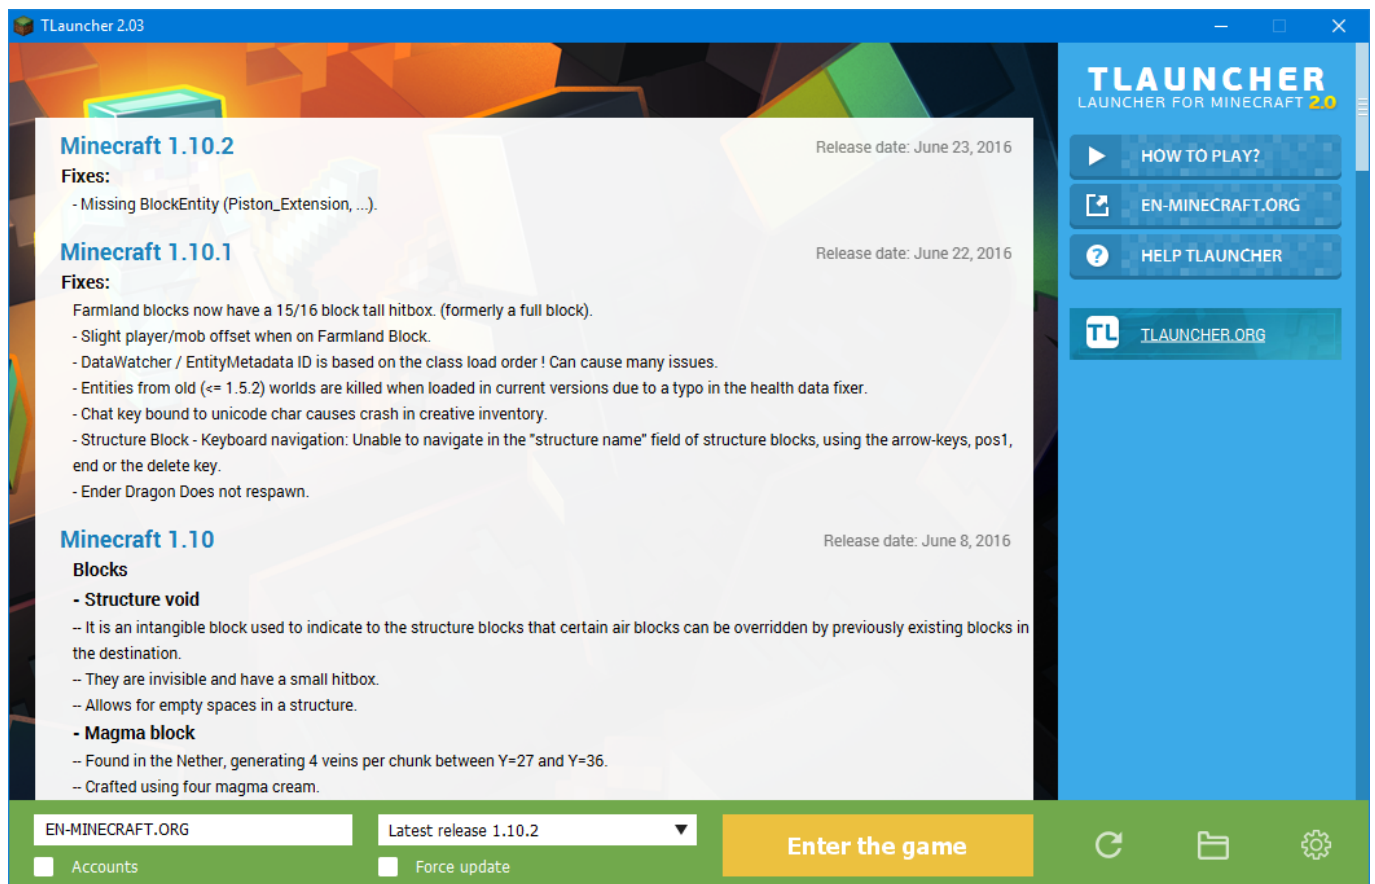 TLauncher 2.03
Minecraft 1.10.2
Release date: June 23, 2016
Fixes:
- Missing BlockEntity (Piston_Extension, ...).
Minecraft 1.10.1
Release date: June 22, 2016
Fixes:
Farmland blocks now have a 15/16 block tall hitbox. (formerly a full block).
- Slight player/mob offset when on Farmland Block.
- DataWatcher / EntityMetadata ID is based on the class load order ! Can cause many issues.
- Entities from old (<= 1.5.2) worlds are killed when loaded in current versions due to a typo in the health data fixer.
- Chat key bound to unicode char causes crash in creative inventory.
- Structure Block - Keyboard navigation: Unable to navigate in the "structure name" field of structure blocks, using the arrow-keys, pos1,
end or the delete key.
- Ender Dragon Does not respawn.
Minecraft 1.10
Release date: June 8, 2016
Blocks
- Structure void
-- It is an intangible block used to indicate to the structure blocks that certain air blocks can be overridden by previously existing blocks in
the destination.
-- They are invisible and have a small hitbox.
-- Allows for empty spaces in a structure.
- Magma block
-- Found in the Nether, generating 4 veins per chunk between Y=27 and Y=36.
-- Crafted using four magma cream.
TLAUNCHER
LAUNCHER FOR MINECRAFT 2.0
HOW TO PLAY?
EN-MINECRAFT.ORG
HELP TLAUNCHER
TL TLAUNCHER.ORG
EN-MINECRAFT.ORG
Latest release 1.10.2
Enter the game
Accounts
Force update